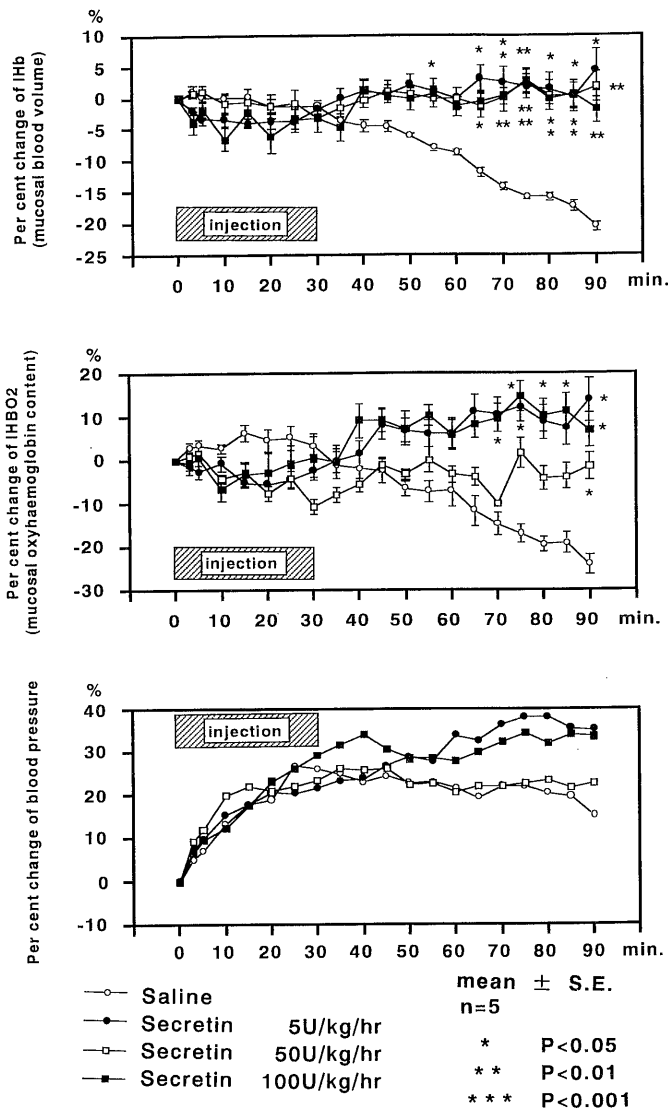 %
Per cent change of IHb
(mucosal blood volume)
10
5
0
-5
-10
-15
-20
-25
* * * ** * * *
* *
**
** * *
* ** ** * * **
* *
injection
0 10 20 30 40 50 60 70 80 90 min.
%
Per cent change of IHBO2
(mucosal oxyhaemoglobin content)
20
10
0
-10
-20
-30
* * * *
* * *
*
injection
0 10 20 30 40 50 60 70 80 90 min.
%
Per cent change of blood pressure
40
30
20
10
0
-10
injection
0 10 20 30 40 50 60 70 80 90 min.
Saline
Secretin 5U/kg/hr
Secretin 50U/kg/hr
Secretin 100U/kg/hr
mean ± S.E.
n=5
* P<0.05
** P<0.01
*** P<0.001